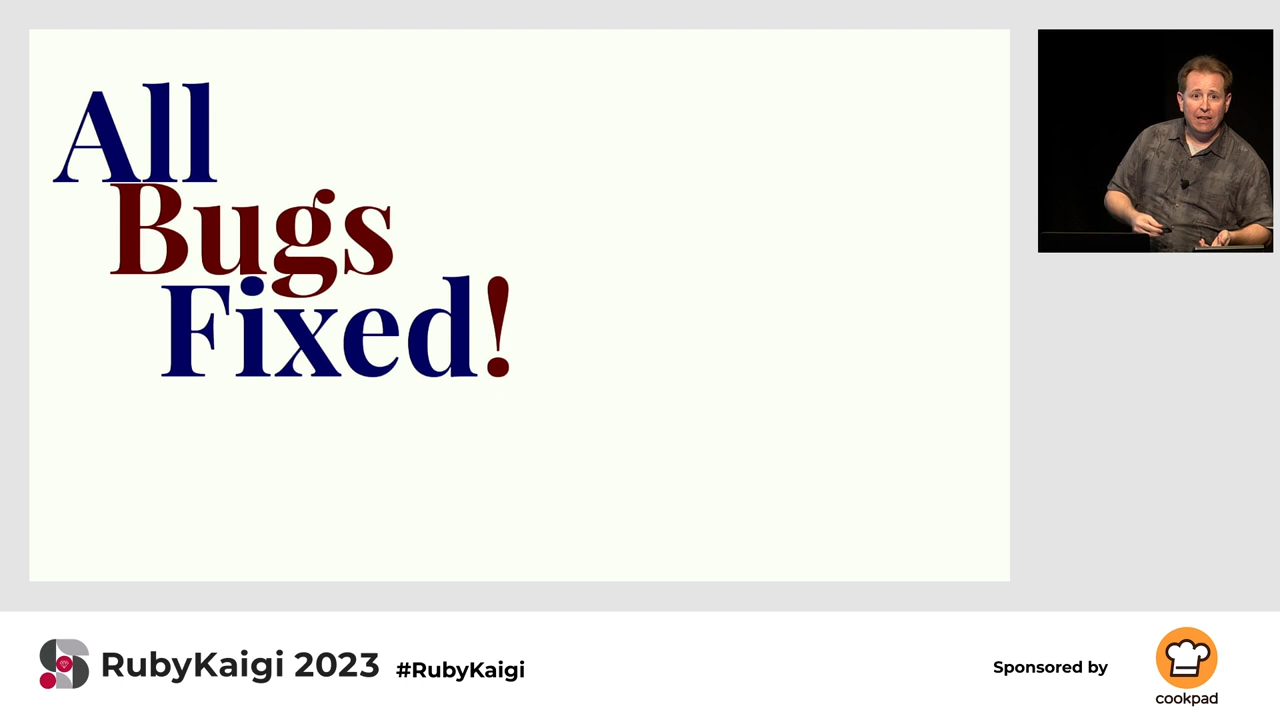 All
Bugs
Fixed!
RubyKaigi 2023 #RubyKaigi
Sponsored by
cookpad